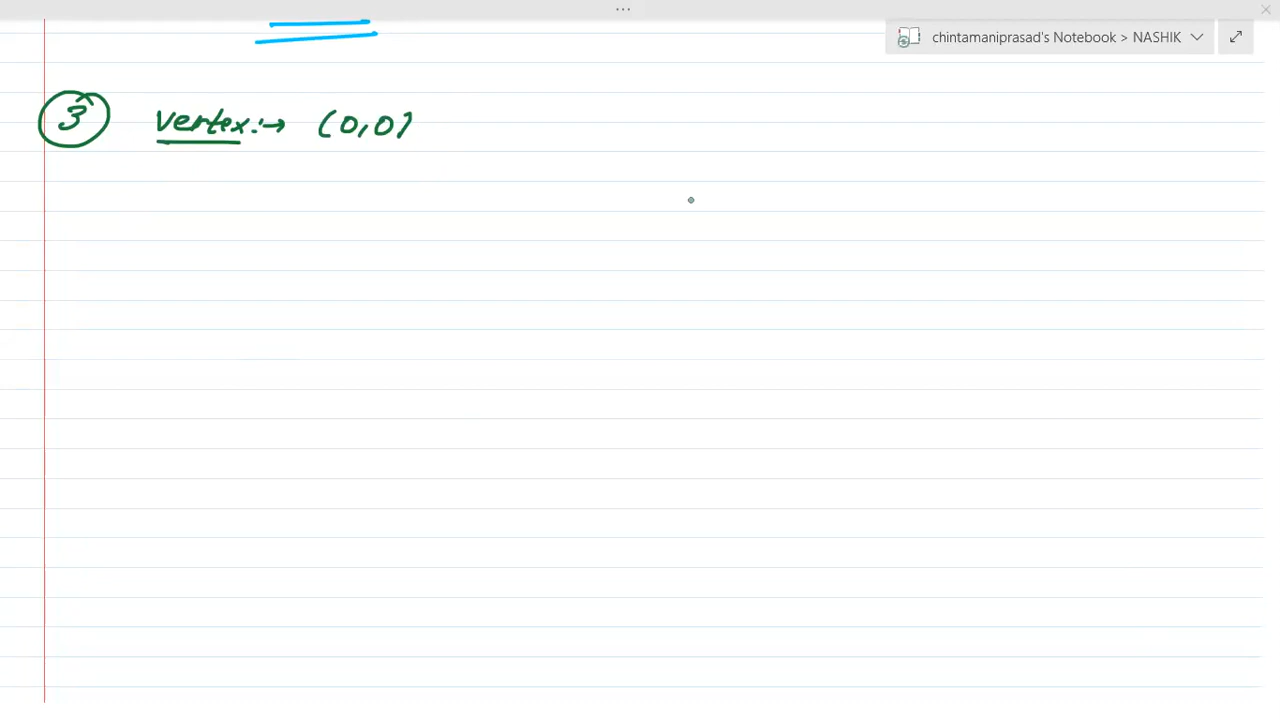 ...
chintamaniprasad's Notebook > NASHIK
3 vertex :→ (0,0)